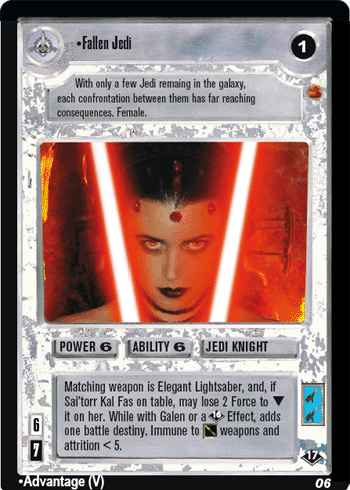 •Fallen Jedi
1
With only a few Jedi remaing in the galaxy,
each confrontation between them has far reaching
consequences. Female.
POWER 6 ABILITY 6 JEDI KNIGHT
Matching weapon is Elegant Lightsaber, and, if
Sai'torr Kal Fas on table, may lose 2 Force to ▼
it on her. While with Galen or a Effect, adds
one battle destiny. Immune to weapons and
attrition < 5.
6
7
17
•Advantage (V) 06